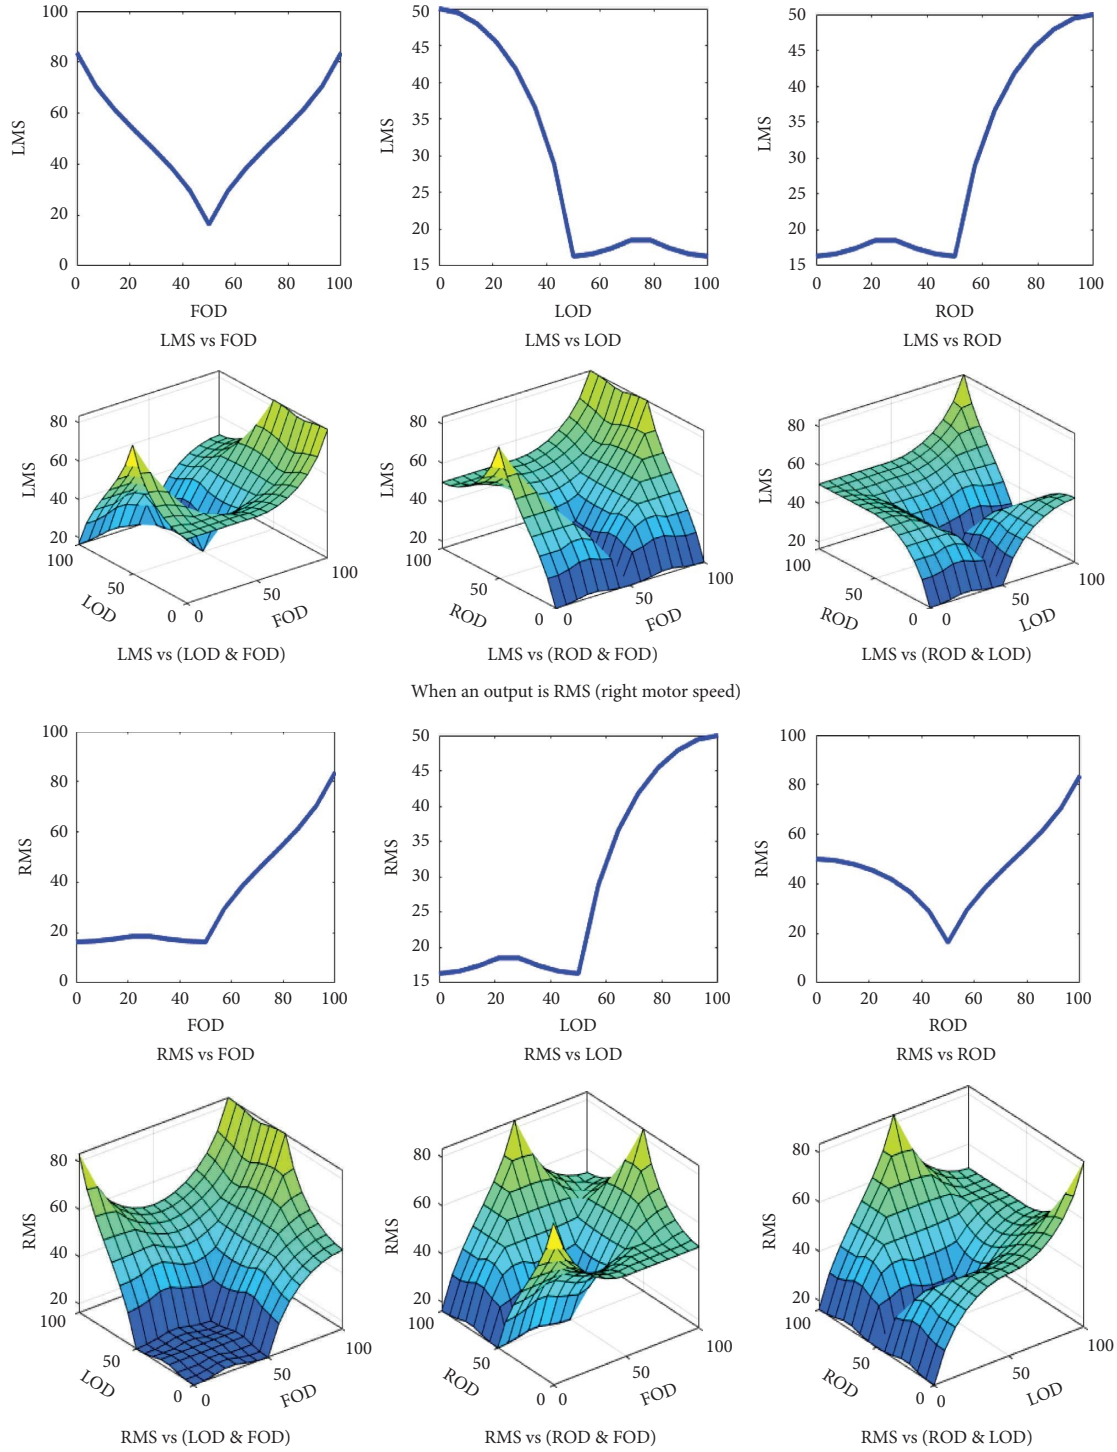 100
80
60
40
20
0
LMS
0 20 40 60 80 100
FOD
LMS vs FOD
50
45
40
35
30
25
20
15
LMS
0 20 40 60 80 100
LOD
LMS vs LOD
50
45
40
35
30
25
20
15
LMS
0 20 40 60 80 100
ROD
LMS vs ROD
80
60
40
20
LMS
100
50
0
LOD
0
50
100
FOD
LMS vs (LOD & FOD)
80
60
40
20
LMS
100
50
0
ROD
0
50
100
FOD
LMS vs (ROD & FOD)
80
60
40
20
LMS
100
50
0
ROD
0
50
100
LOD
LMS vs (ROD & LOD)
When an output is RMS (right motor speed)
100
80
60
40
20
0
RMS
0 20 40 60 80 100
FOD
RMS vs FOD
50
45
40
35
30
25
20
15
RMS
0 20 40 60 80 100
LOD
RMS vs LOD
100
80
60
40
20
0
RMS
0 20 40 60 80 100
ROD
RMS vs ROD
80
60
40
20
RMS
100
50
0
LOD
0
50
100
FOD
RMS vs (LOD & FOD)
80
60
40
20
RMS
100
50
0
ROD
0
50
100
FOD
RMS vs (ROD & FOD)
80
60
40
20
RMS
100
50
0
ROD
0
50
100
LOD
RMS vs (ROD & LOD)